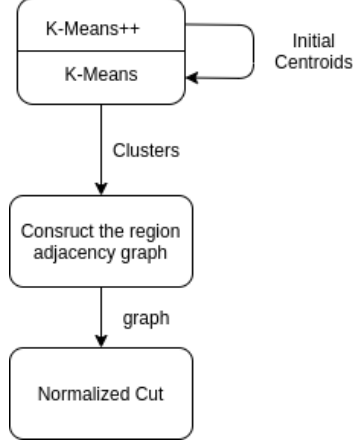 K-Means++
Initial
Centroids
K-Means
Clusters
Consruct the region
adjacency graph
graph
Normalized Cut